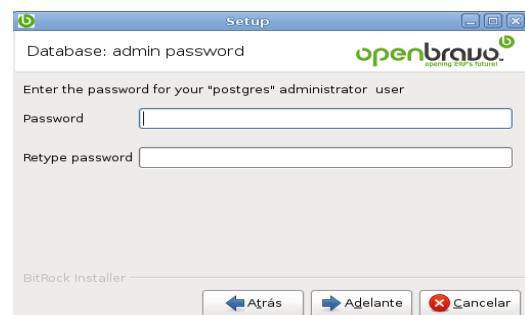 Setup
Database: admin password
openbravo
opening ERP's future!
Enter the password for your "postgres" administrator user
Password
Retype password
BitRock Installer
Atrás
Adelante
Cancelar